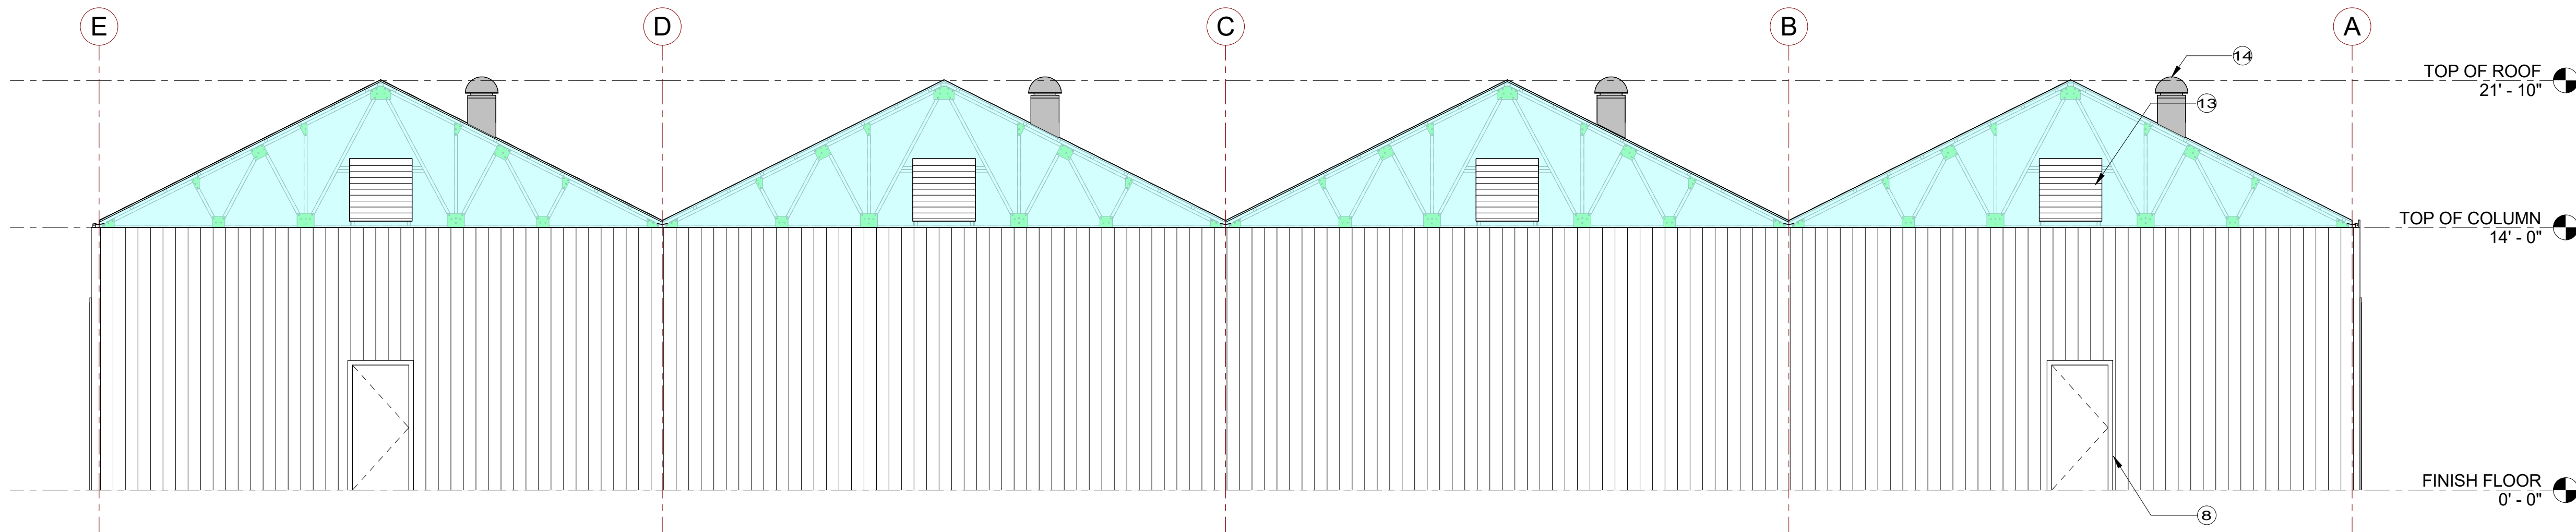 E
D
C
B
A
14
TOP OF ROOF
21' - 10"
13
TOP OF COLUMN
14' - 0"
FINISH FLOOR
0' - 0"
8